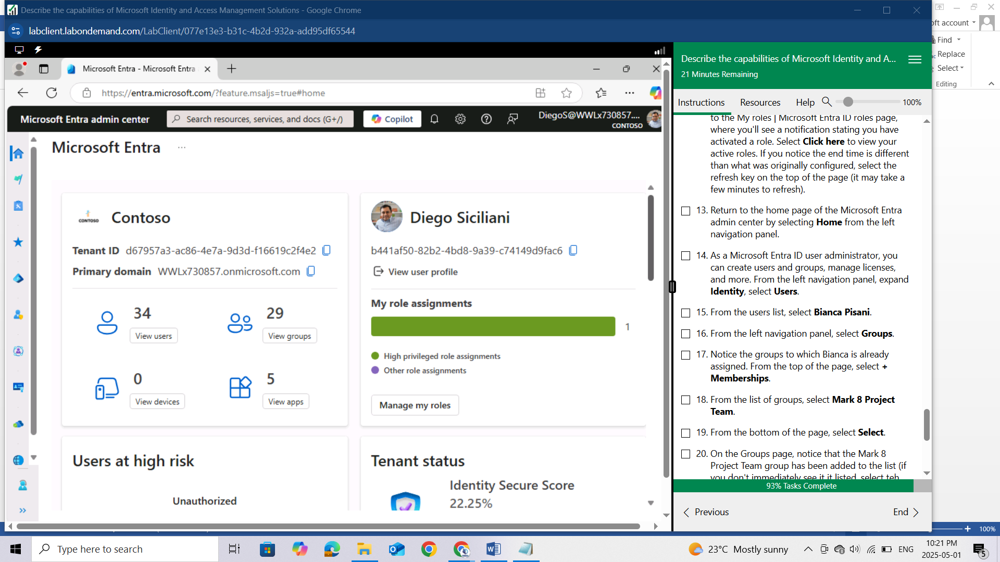 Describe the capabilities of Microsoft Identity and Access Management Solutions - Google Chrome
labclient.labondemand.com/LabClient/077e13e3-b31c-4b2d-932a-add95df65544
Microsoft Entra - Microsoft Entra
https://entra.microsoft.com/?feature.msaljs=true#home
Microsoft Entra admin center
Search resources, services, and docs (G+/)
Copilot
DiegoS@WWLx730857....
CONTOSO
Microsoft Entra
...
CONTOSO
Contoso
Tenant ID d67957a3-ac86-4e7a-9d3d-f16619c2f4e2
Primary domain WWLx730857.onmicrosoft.com
34
View users
29
View groups
0
View devices
5
View apps
Diego Siciliani
b441af50-82b2-4bd8-9a39-c74149d9fac6
View user profile
My role assignments
1
High privileged role assignments
Other role assignments
Manage my roles
Users at high risk
Unauthorized
Tenant status
Identity Secure Score
22.25%
Describe the capabilities of Microsoft Identity and A...
21 Minutes Remaining
Instructions Resources Help 100%
to the My roles | Microsoft Entra ID roles page,
where you'll see a notification stating you have
activated a role. Select Click here to view your
active roles. If you notice the end time is different
than what was originally configured, select the
refresh key on the top of the page (it may take a
few minutes to refresh).
13. Return to the home page of the Microsoft Entra
admin center by selecting Home from the left
navigation panel.
14. As a Microsoft Entra ID user administrator, you
can create users and groups, manage licenses,
and more. From the left navigation panel, expand
Identity, select Users.
15. From the users list, select Bianca Pisani.
16. From the left navigation panel, select Groups.
17. Notice the groups to which Bianca is already
assigned. From the top of the page, select +
Memberships.
18. From the list of groups, select Mark 8 Project
Team.
19. From the bottom of the page, select Select.
20. On the Groups page, notice that the Mark 8
Project Team group has been added to the list (if
you don't immediately see it it listed, select teh
93% Tasks Complete
Previous
End
oft account
Find
Replace
Select
Editing
100%
Type here to search
23°C Mostly sunny
ENG
10:21 PM
2025-05-01
5